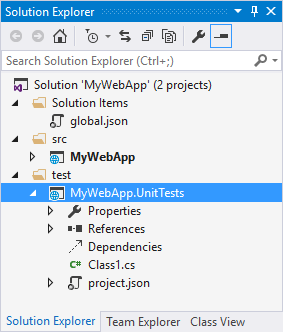 Solution Explorer
Search Solution Explorer (Ctrl+;)
Solution 'MyWebApp' (2 projects)
Solution Items
global.json
src
MyWebApp
test
MyWebApp.UnitTests
Properties
References
Dependencies
C# Class1.cs
project.json
Solution Explorer Team Explorer Class View